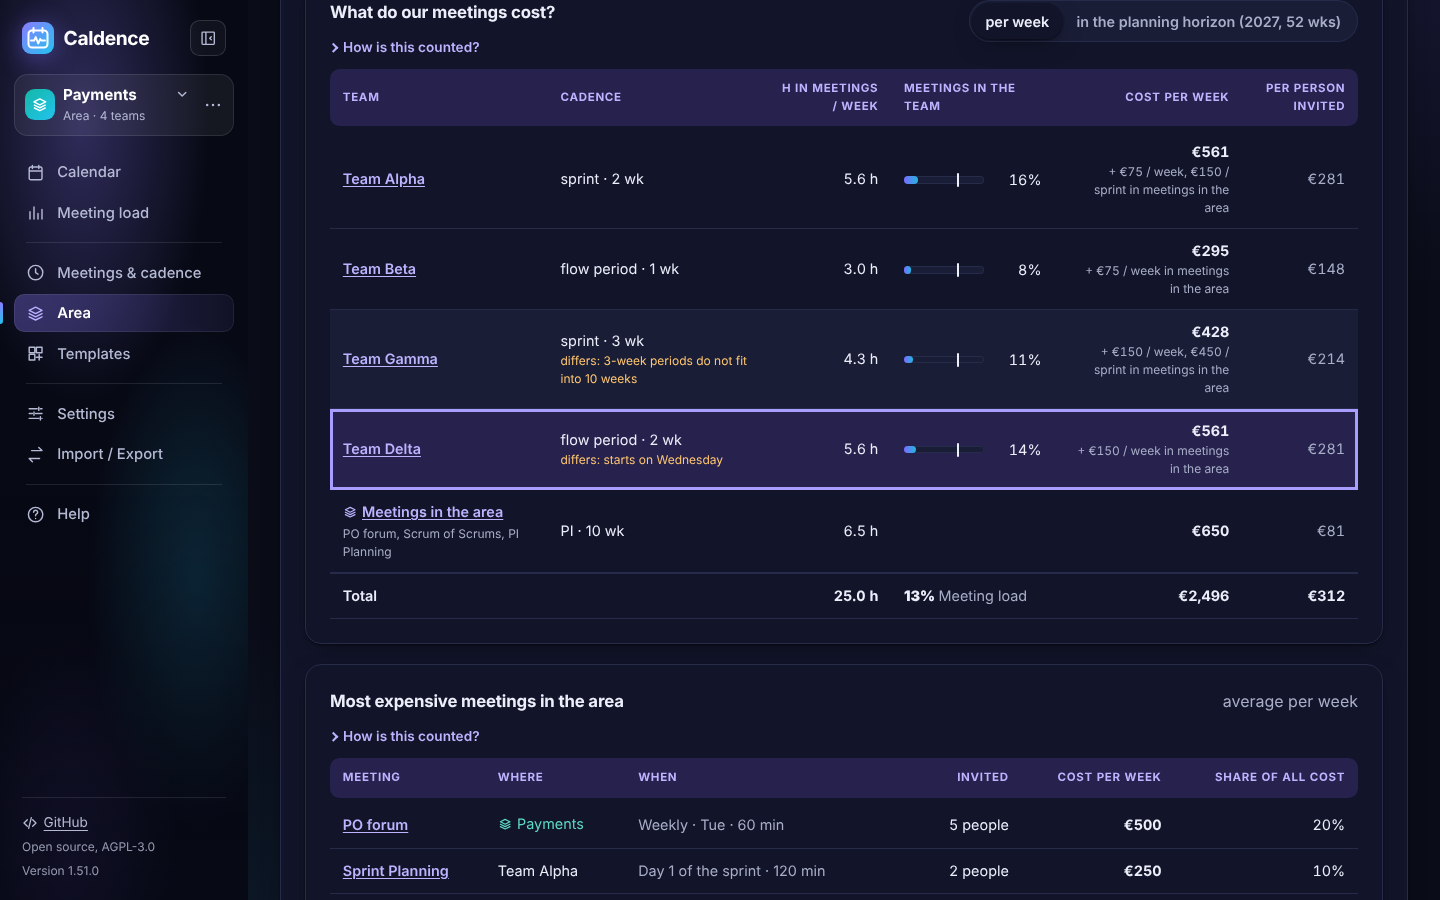 Caldence
Payments
Area · 4 teams
Calendar
Meeting load
Meetings & cadence
Area
Templates
Settings
Import / Export
Help
GitHub
Open source, AGPL-3.0
Version 1.51.0
What do our meetings cost?
per week
in the planning horizon (2027, 52 wks)
How is this counted?
TEAM
CADENCE
H IN MEETINGS
/ WEEK
MEETINGS IN THE
TEAM
COST PER WEEK
PER PERSON
INVITED
Team Alpha
sprint · 2 wk
5.6 h
16%
€561
+ €75 / week, €150 /
sprint in meetings in the
area
€281
Team Beta
flow period · 1 wk
3.0 h
8%
€295
+ €75 / week in meetings
in the area
€148
Team Gamma
sprint · 3 wk
differs: 3-week periods do not fit
into 10 weeks
4.3 h
11%
€428
+ €150 / week, €450 /
sprint in meetings in the
area
€214
Team Delta
flow period · 2 wk
differs: starts on Wednesday
5.6 h
14%
€561
+ €150 / week in meetings
in the area
€281
Meetings in the area
PO forum, Scrum of Scrums, PI
Planning
PI · 10 wk
6.5 h
€650
€81
Total
25.0 h
13% Meeting load
€2,496
€312
Most expensive meetings in the area
average per week
How is this counted?
MEETING
WHERE
WHEN
INVITED
COST PER WEEK
SHARE OF ALL COST
PO forum
Payments
Weekly · Tue · 60 min
5 people
€500
20%
Sprint Planning
Team Alpha
Day 1 of the sprint · 120 min
2 people
€250
10%